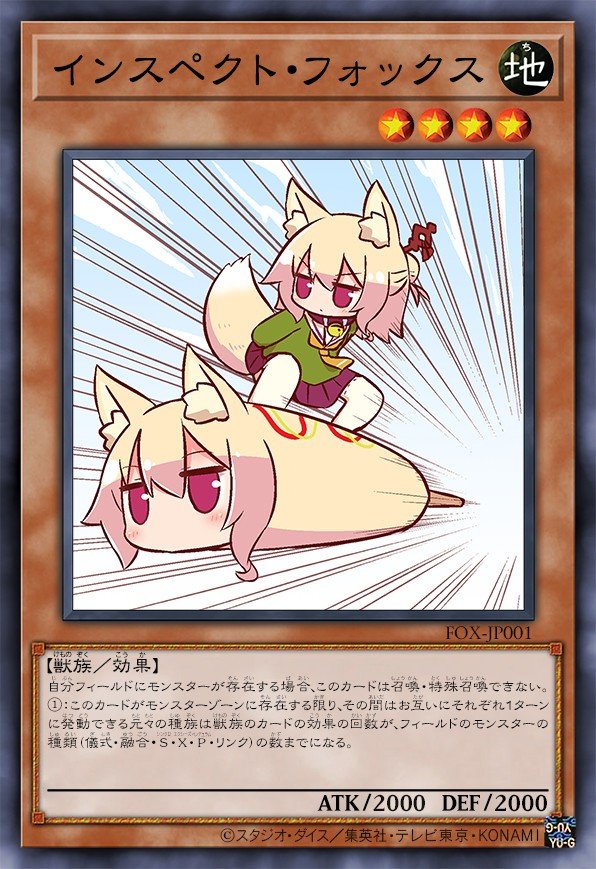 インスペクト・フォックス
地
ち
FOX-JP001
【獣族／効果】
自分フィールドにモンスターが存在する場合、このカードは召喚・特殊召喚できない。
①：このカードがモンスターゾーンに存在する限り、その間はお互いにそれぞれ1ターン
に発動できる元々の種族は獣族のカードの効果の回数が、フィールドのモンスターの
種類（儀式・融合・S・X・P・リンク）の数までになる。
ATK/2000 DEF/2000
©スタジオ・ダイス／集英社・テレビ東京・KONAMI